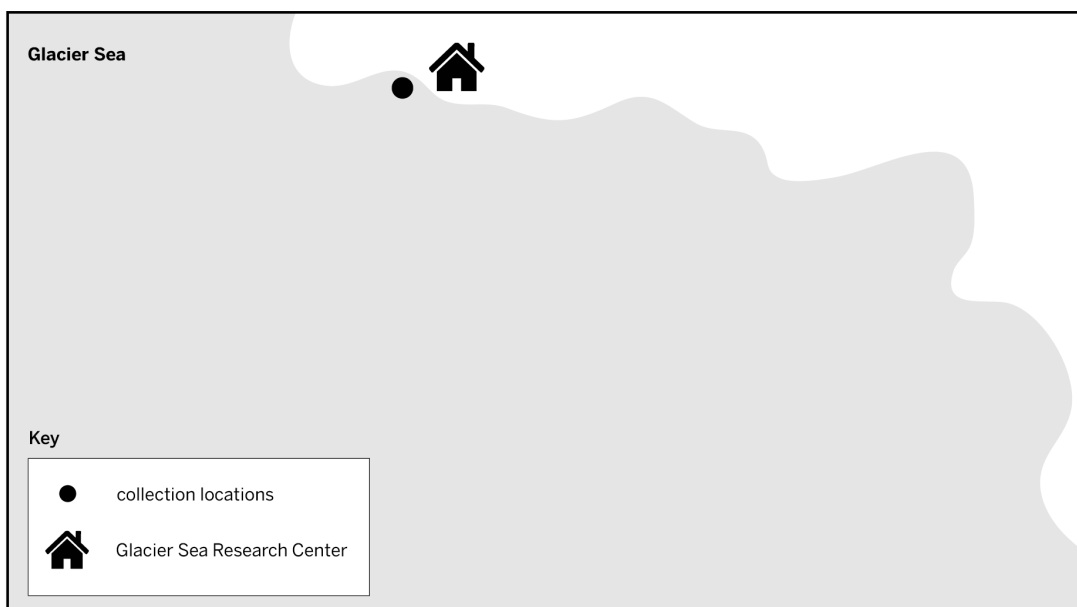 Glacier Sea
Key
collection locations
Glacier Sea Research Center